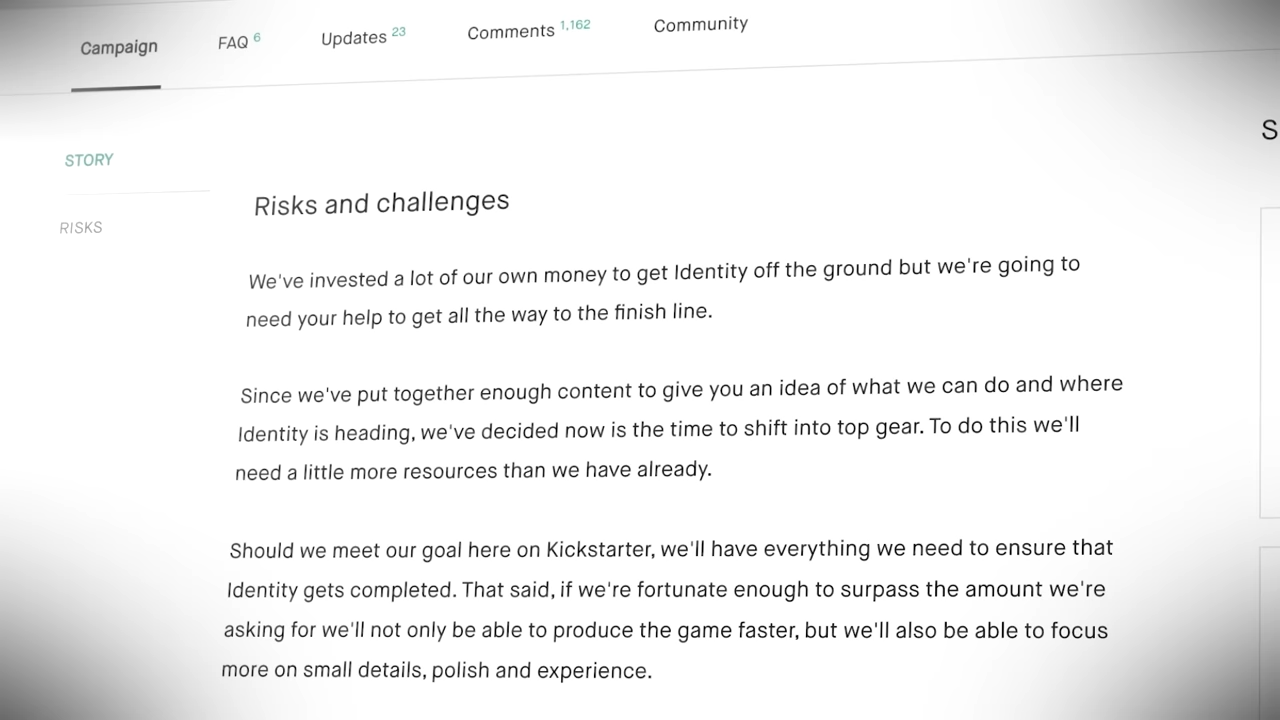 Campaign FAQ 6 Updates 23 Comments 1,162 Community
STORY
RISKS
Risks and challenges
We've invested a lot of our own money to get Identity off the ground but we're going to
need your help to get all the way to the finish line.
Since we've put together enough content to give you an idea of what we can do and where
Identity is heading, we've decided now is the time to shift into top gear. To do this we'll
need a little more resources than we have already.
Should we meet our goal here on Kickstarter, we'll have everything we need to ensure that
Identity gets completed. That said, if we're fortunate enough to surpass the amount we're
asking for we'll not only be able to produce the game faster, but we'll also be able to focus
more on small details, polish and experience.